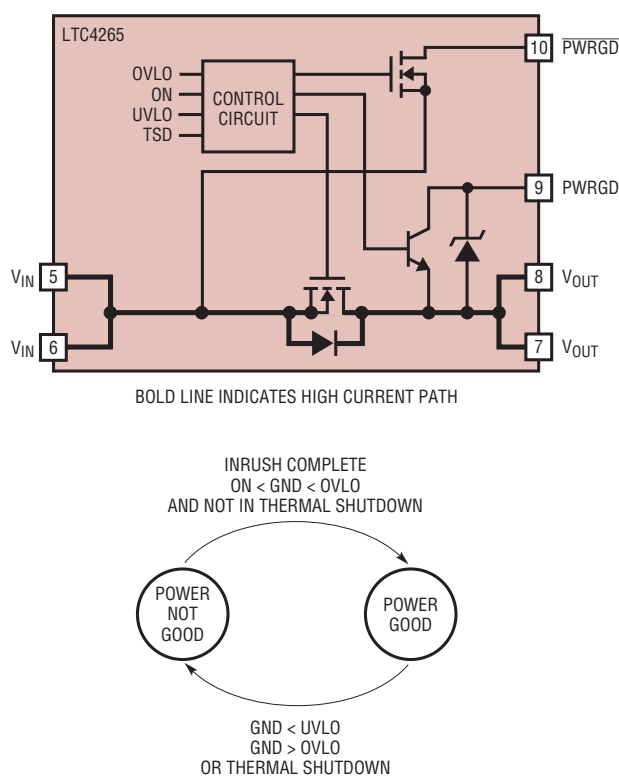 LTC4265
OVLO
ON
UVLO
TSD
CONTROL
CIRCUIT
10 PWRGD
9 PWRGD
VIN 5
VIN 6
8 VOUT
7 VOUT
BOLD LINE INDICATES HIGH CURRENT PATH
INRUSH COMPLETE
ON < GND < OVLO
AND NOT IN THERMAL SHUTDOWN
POWER
NOT
GOOD
POWER
GOOD
GND < UVLO
GND > OVLO
OR THERMAL SHUTDOWN